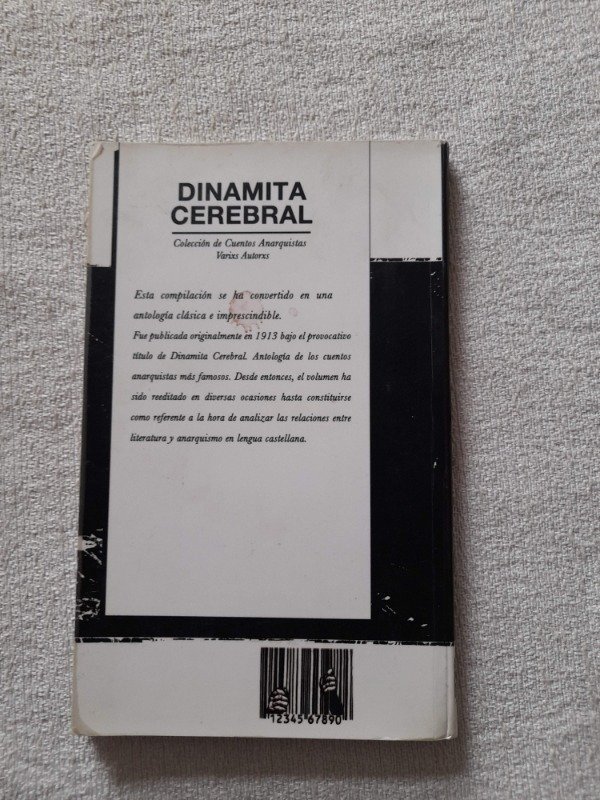 DINAMITA
CEREBRAL
Colección de Cuentos Anarquistas
Varixs Autorxs
Esta compilación se ha convertido en una
antología clásica e imprescindible.
Fue publicada originalmente en 1913 bajo el provocativo
título de Dinamita Cerebral. Antología de los cuentos
anarquistas más famosos. Desde entonces, el volumen ha
sido reeditado en diversas ocasiones hasta constituirse
como referente a la hora de analizar las relaciones entre
literatura y anarquismo en lengua castellana.
12345 67890